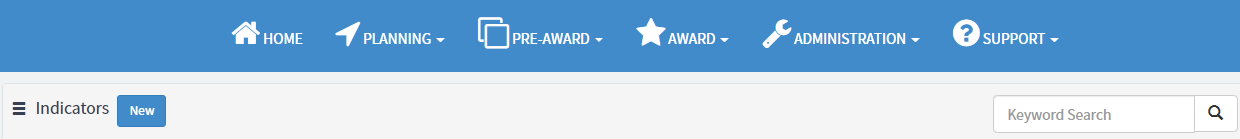 HOME PLANNING PRE-AWARD AWARD ADMINISTRATION SUPPORT
Indicators New Keyword Search